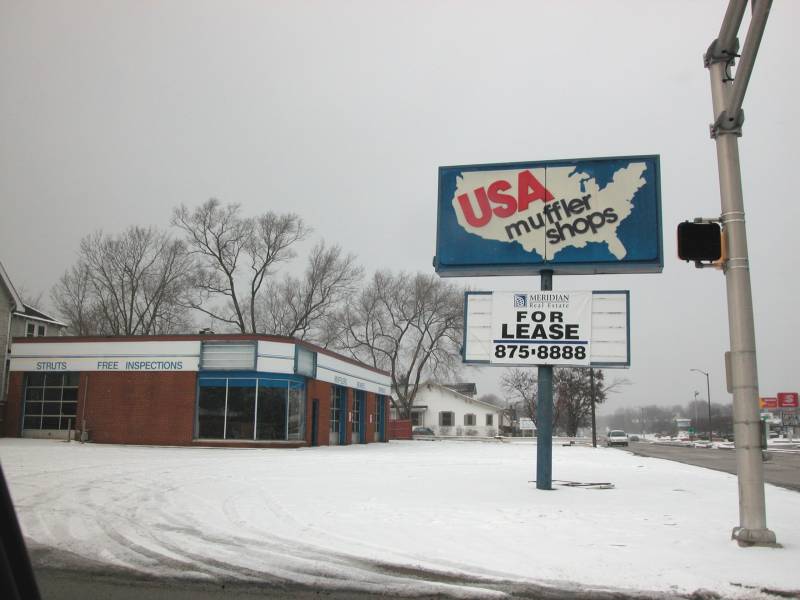 USA
muffler
shops
MERIDIAN
Real Estate
FOR
LEASE
875-8888
STRUTS FREE INSPECTIONS